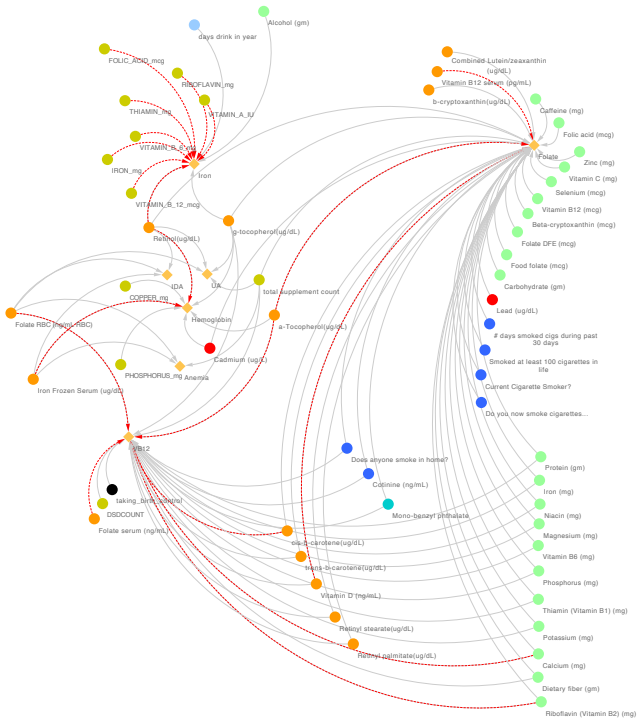 Alcohol (gm)
days drink in year
FOLIC_ACID_mcg
RIBOFLAVIN_mg
THIAMIN_mg
VITAMIN_A_IU
VITAMIN_B_6_mg
IRON_mg
Iron
VITAMIN_B_12_mcg
g-tocopherol(ug/dL)
Retinol(ug/dL)
IDA
UA
total supplement count
COPPER_mg
Hemoglobin
Folate RBC (ng/mL RBC)
a-Tocopherol(ug/dL)
Cadmium (ug/L)
PHOSPHORUS_mg
Anemia
Iron Frozen Serum (ug/dL)
VB12
taking_birth_control
DSDCOUNT
Folate serum (ng/mL)
Combined Lutein/zeaxanthin
(ug/dL)
Vitamin B12 serum (pg/mL)
b-cryptoxanthin(ug/dL)
Caffeine (mg)
Folic acid (mcg)
Folate
Zinc (mg)
Vitamin C (mg)
Selenium (mcg)
Vitamin B12 (mcg)
Beta-cryptoxanthin (mcg)
Folate DFE (mcg)
Food folate (mcg)
Carbohydrate (gm)
Lead (ug/dL)
# days smoked cigs during past
30 days
Smoked at least 100 cigarettes in
life
Current Cigarette Smoker?
Do you now smoke cigarettes...
Does anyone smoke in home?
Cotinine (ng/mL)
Mono-benzyl phthalate
cis-b-carotene(ug/dL)
trans-b-carotene(ug/dL)
Vitamin D (ng/mL)
Retinyl stearate(ug/dL)
Retinyl palmitate(ug/dL)
Protein (gm)
Iron (mg)
Niacin (mg)
Magnesium (mg)
Vitamin B6 (mg)
Phosphorus (mg)
Thiamin (Vitamin B1) (mg)
Potassium (mg)
Calcium (mg)
Dietary fiber (gm)
Riboflavin (Vitamin B2) (mg)